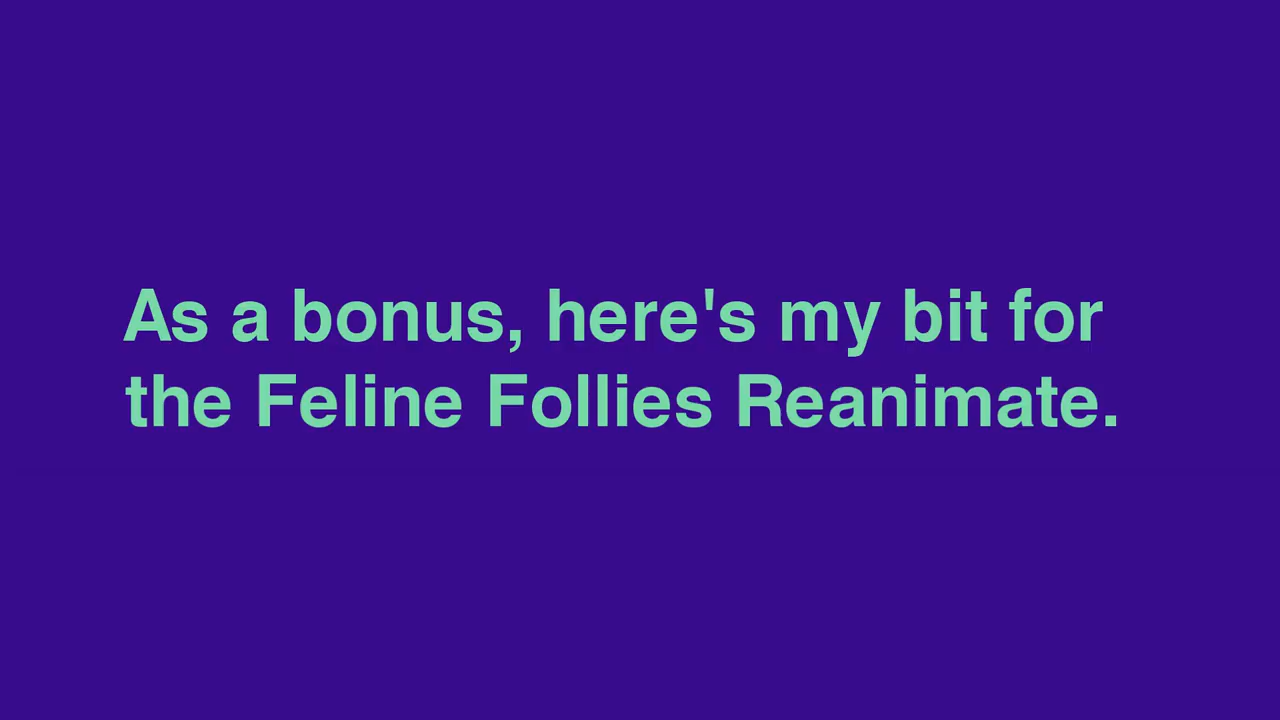 As a bonus, here's my bit for
the Feline Follies Reanimate.